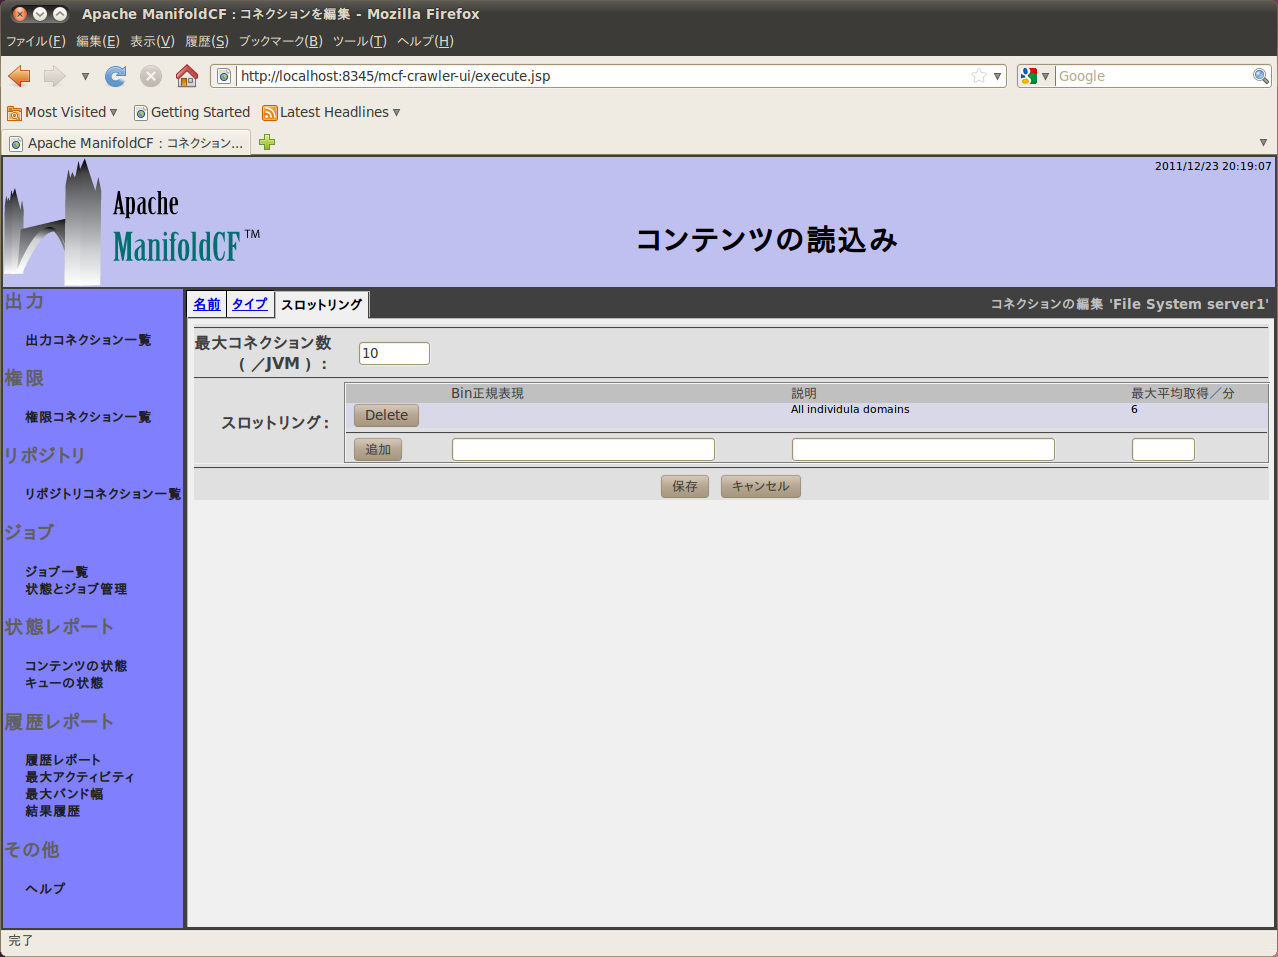 Apache ManifoldCF : コネクションを編集 - Mozilla Firefox
ファイル(F) 編集(E) 表示(V) 履歴(S) ブックマーク(B) ツール(T) ヘルプ(H)
http://localhost:8345/mcf-crawler-ui/execute.jsp
Google
Most Visited
Getting Started
Latest Headlines
Apache ManifoldCF : コネクション...
2011/12/23 20:19:07
Apache
ManifoldCF™
コンテンツの読込み
出力
出力コネクション一覧
権限
権限コネクション一覧
リポジトリ
リポジトリコネクション一覧
ジョブ
ジョブ一覧
状態とジョブ管理
状態レポート
コンテンツの状態
キューの状態
履歴レポート
履歴レポート
最大アクティビティ
最大バンド幅
結果履歴
その他
ヘルプ
名前 タイプ スロットリング
コネクションの編集 'File System server1'
最大コネクション数
(／JVM)：
10
スロットリング：
Bin正規表現 説明 最大平均取得／分
Delete All individula domains 6
追加
保存 キャンセル
完了